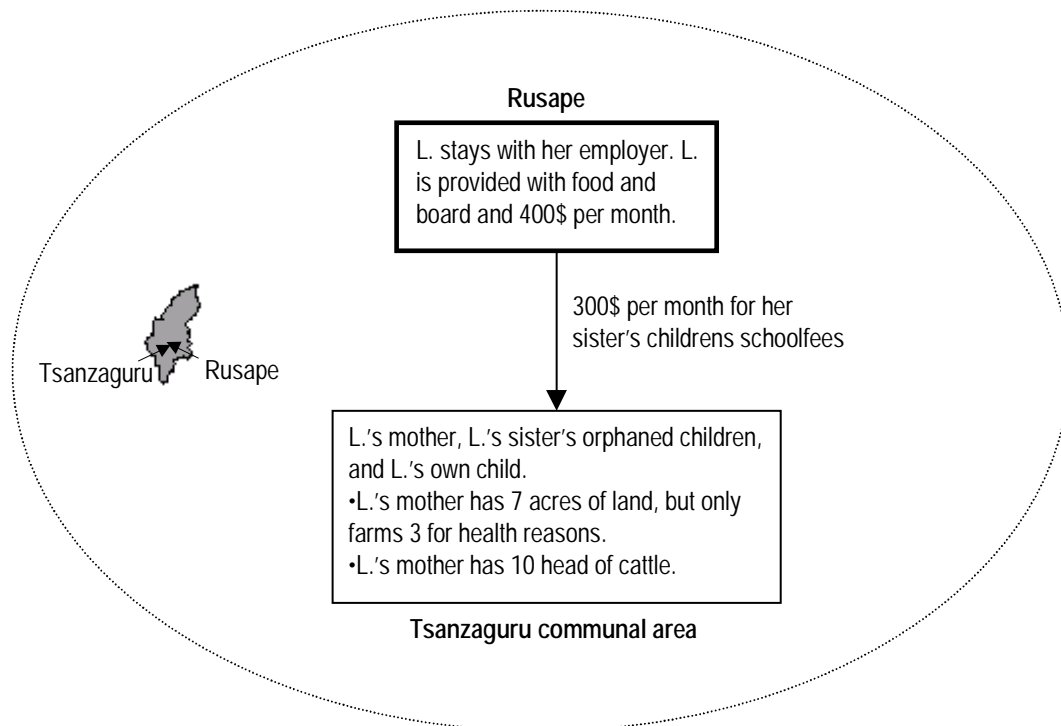 Rusape
L. stays with her employer. L.
is provided with food and
board and 400$ per month.
300$ per month for her
sister's childrens schoolfees
Tsanzaguru
Rusape
L.'s mother, L.'s sister's orphaned children,
and L.'s own child.
•L.'s mother has 7 acres of land, but only
farms 3 for health reasons.
•L.'s mother has 10 head of cattle.
Tsanzaguru communal area